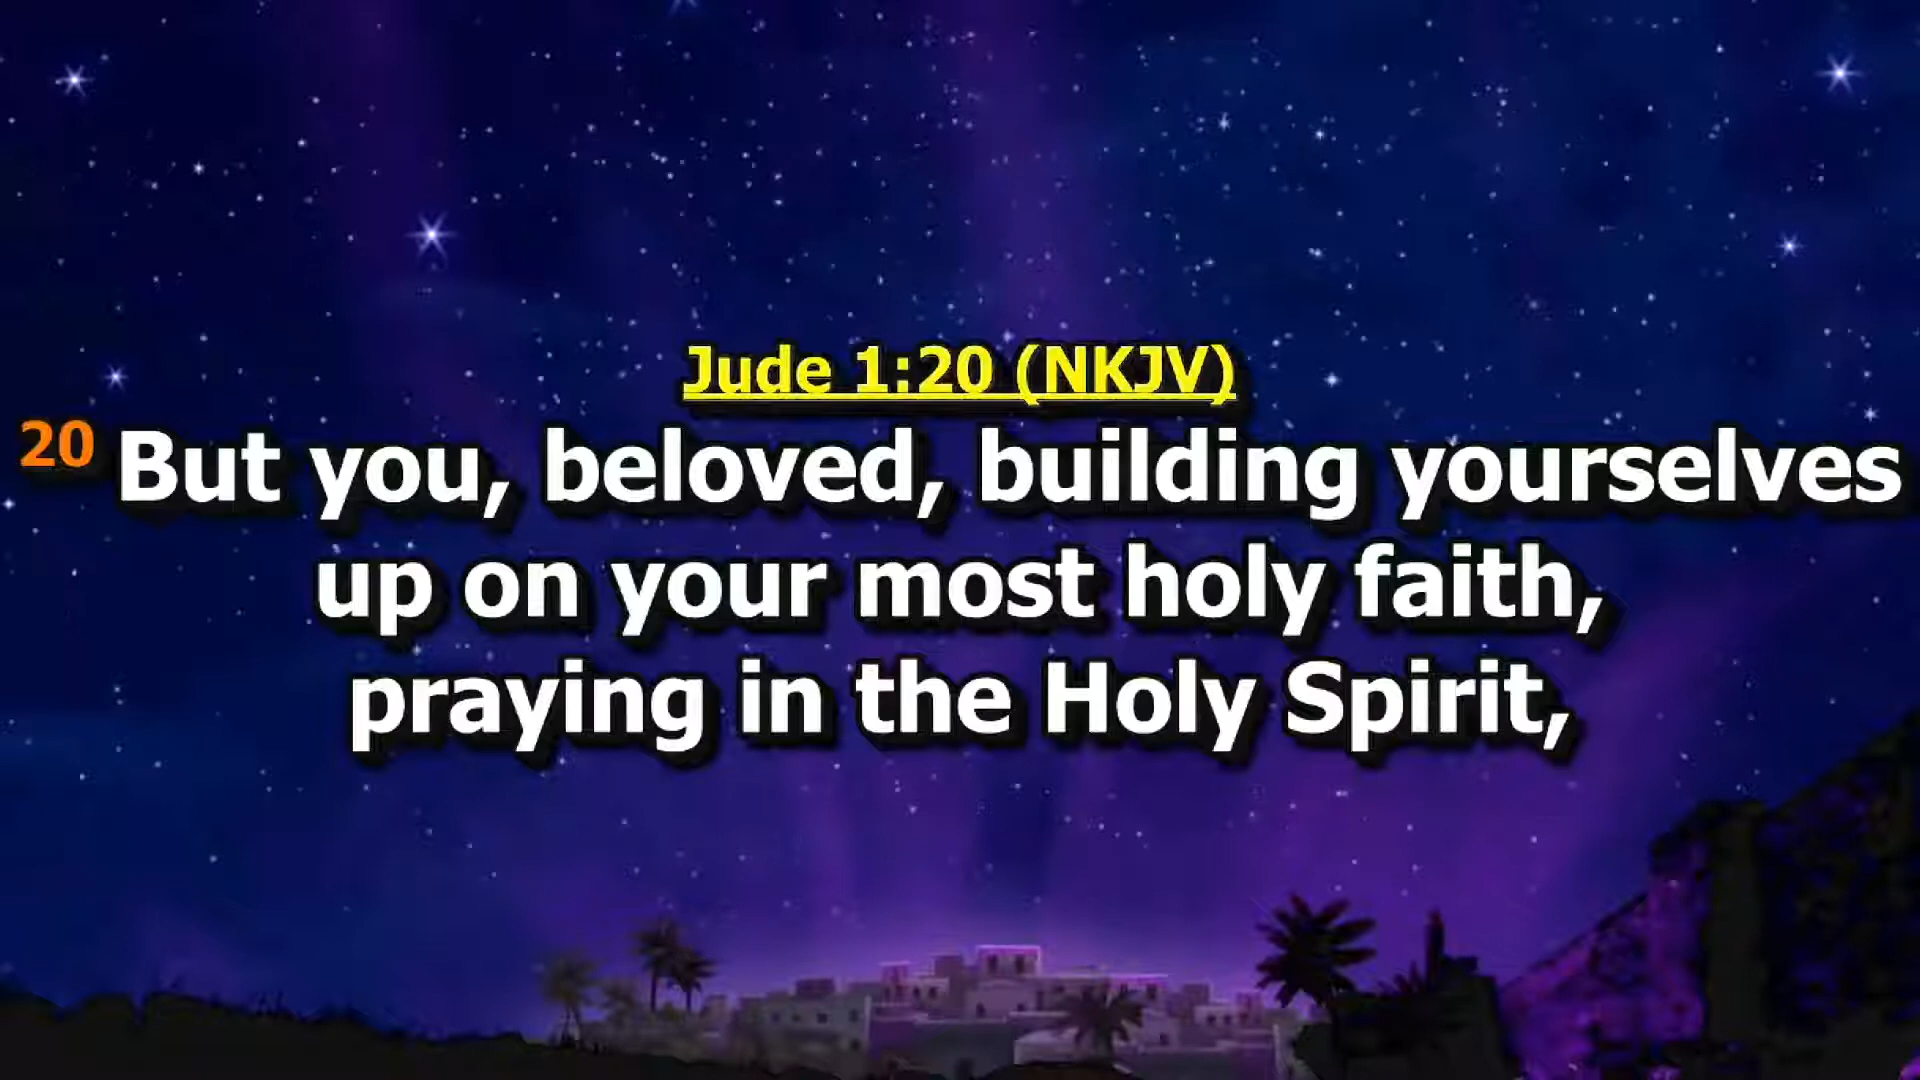 Jude 1:20 (NKJV)
20 But you, beloved, building yourselves
up on your most holy faith,
praying in the Holy Spirit,